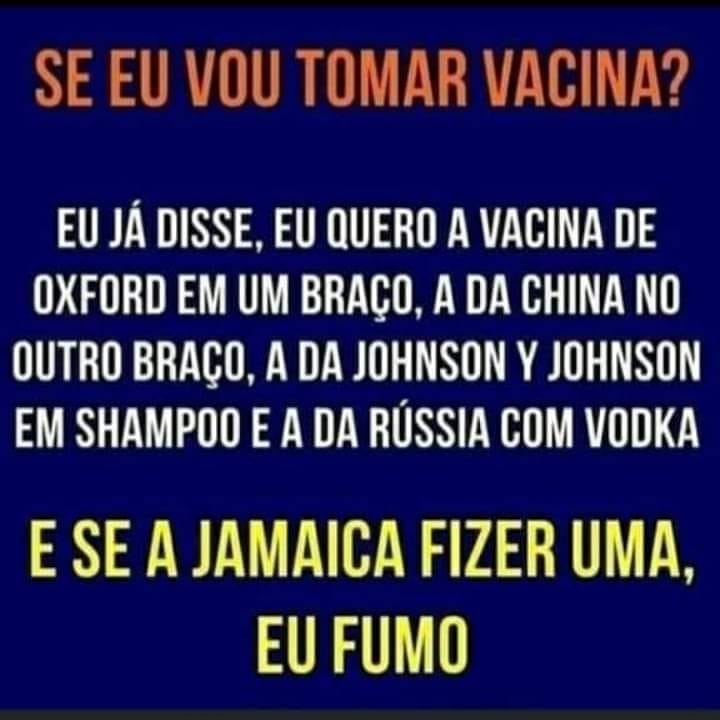 SE EU VOU TOMAR VACINA?
EU JÁ DISSE, EU QUERO A VACINA DE
OXFORD EM UM BRAÇO, A DA CHINA NO
OUTRO BRAÇO, A DA JOHNSON Y JOHNSON
EM SHAMPOO E A DA RÚSSIA COM VODKA
E SE A JAMAICA FIZER UMA,
EU FUMO